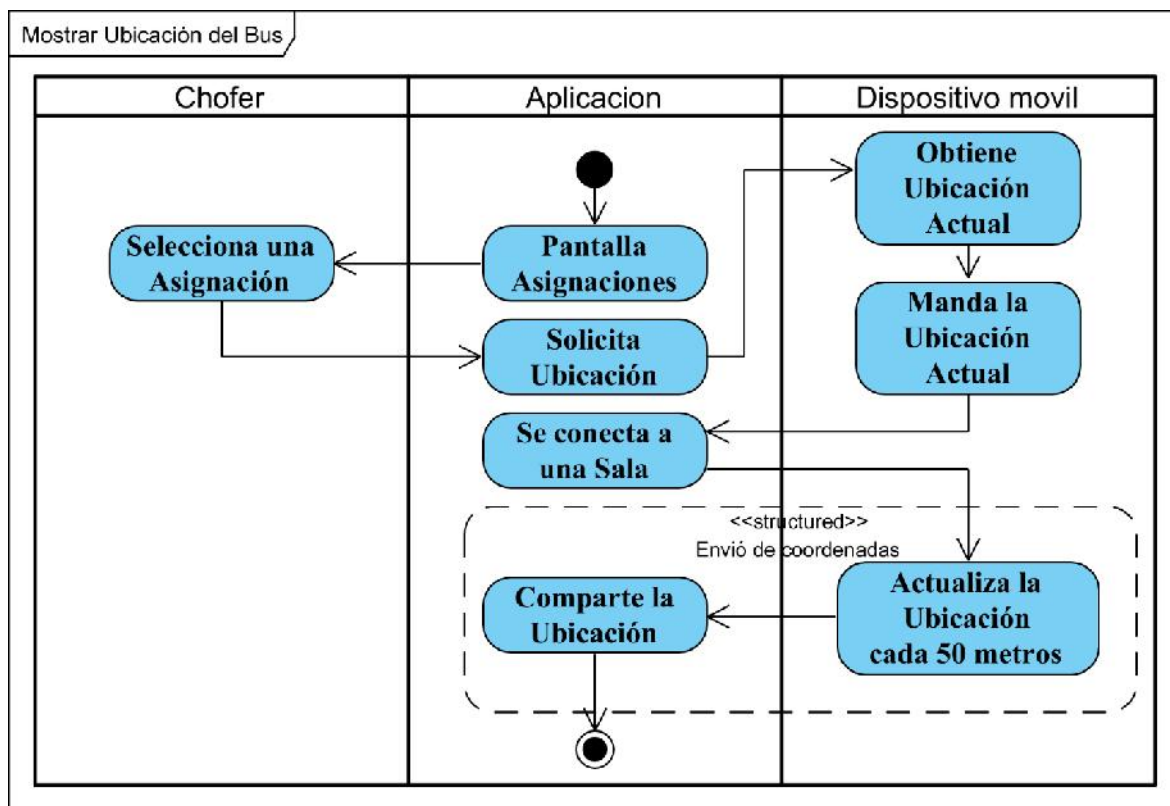 Mostrar Ubicación del Bus
Chofer
Aplicacion
Dispositivo movil
Obtiene
Ubicación
Actual
Selecciona una
Asignación
Pantalla
Asignaciones
Manda la
Ubicación
Actual
Solicita
Ubicación
Se conecta a
una Sala
<<structured>>
Envió de coordenadas
Comparte la
Ubicación
Actualiza la
Ubicación
cada 50 metros